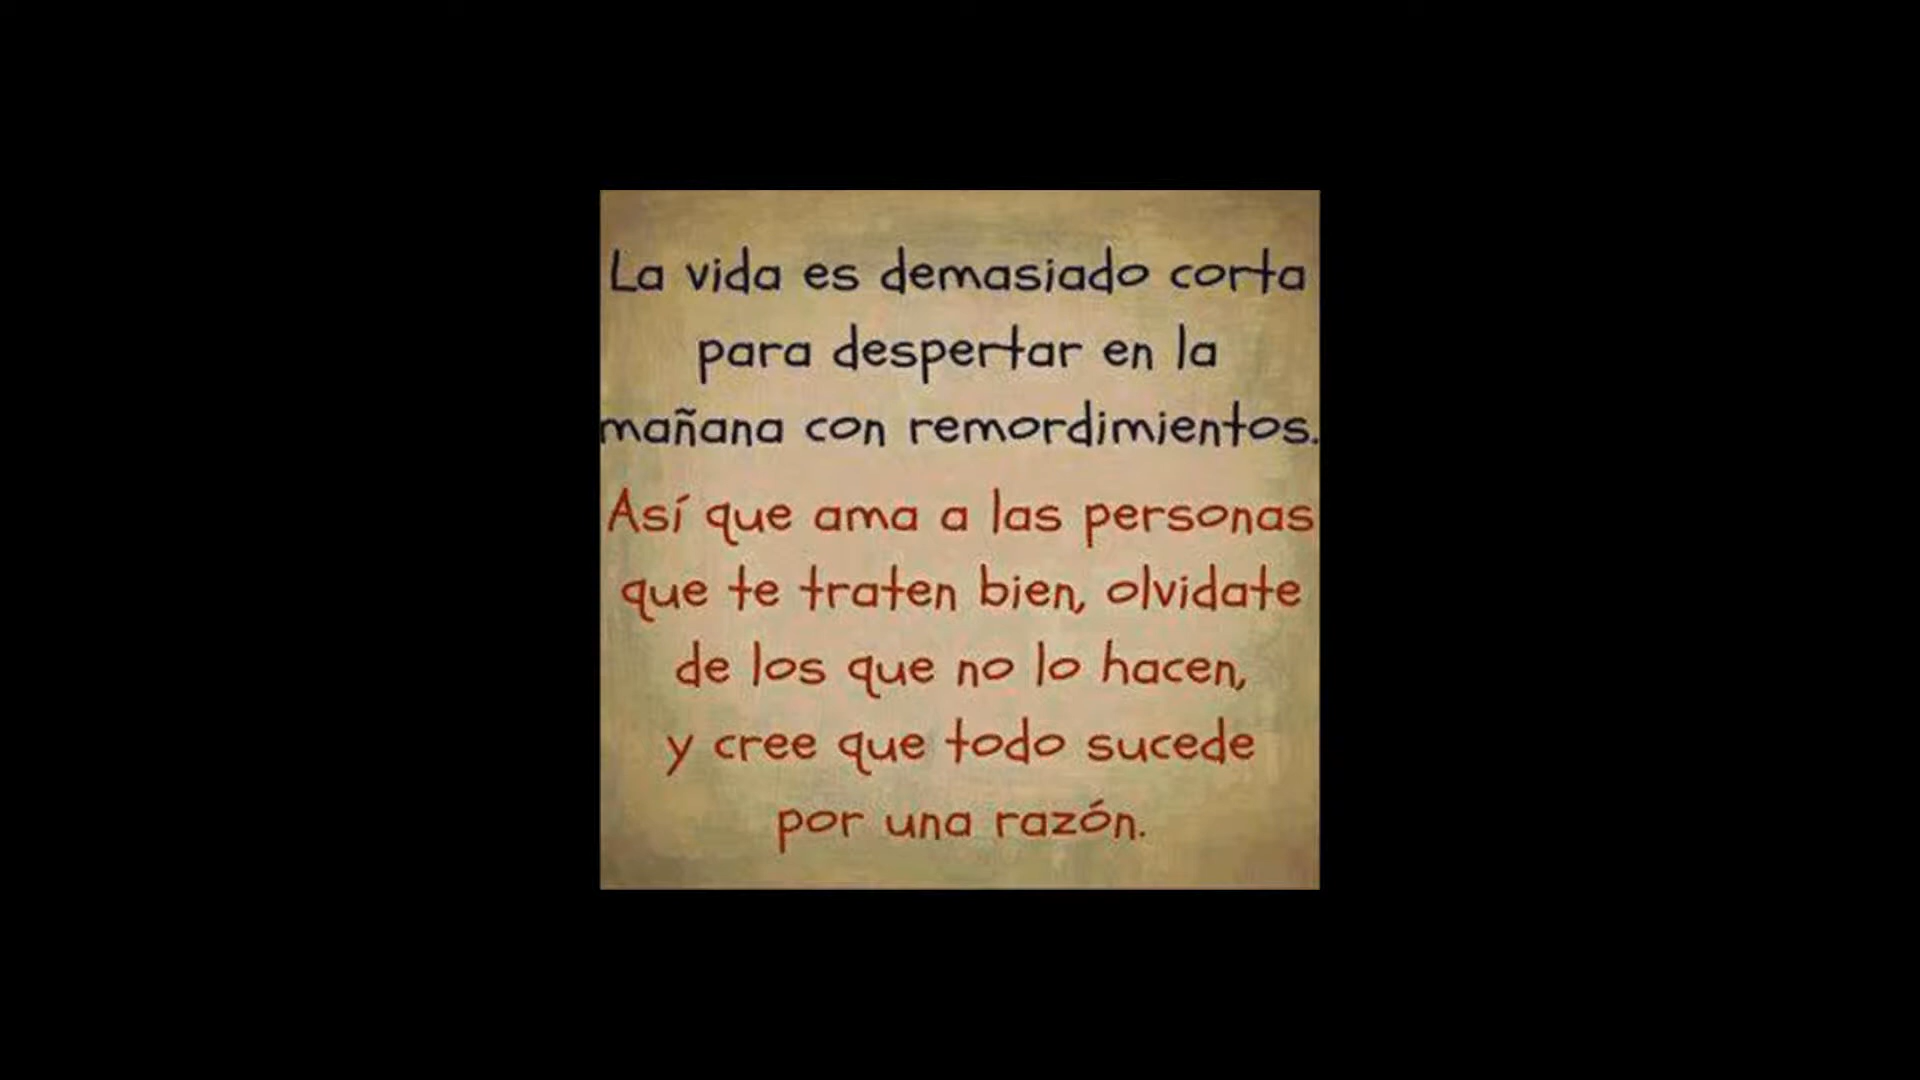 La vida es demasiado corta
para despertar en la
mañana con remordimientos.
Así que ama a las personas
que te traten bien, olvidate
de los que no lo hacen,
y cree que todo sucede
por una razón.